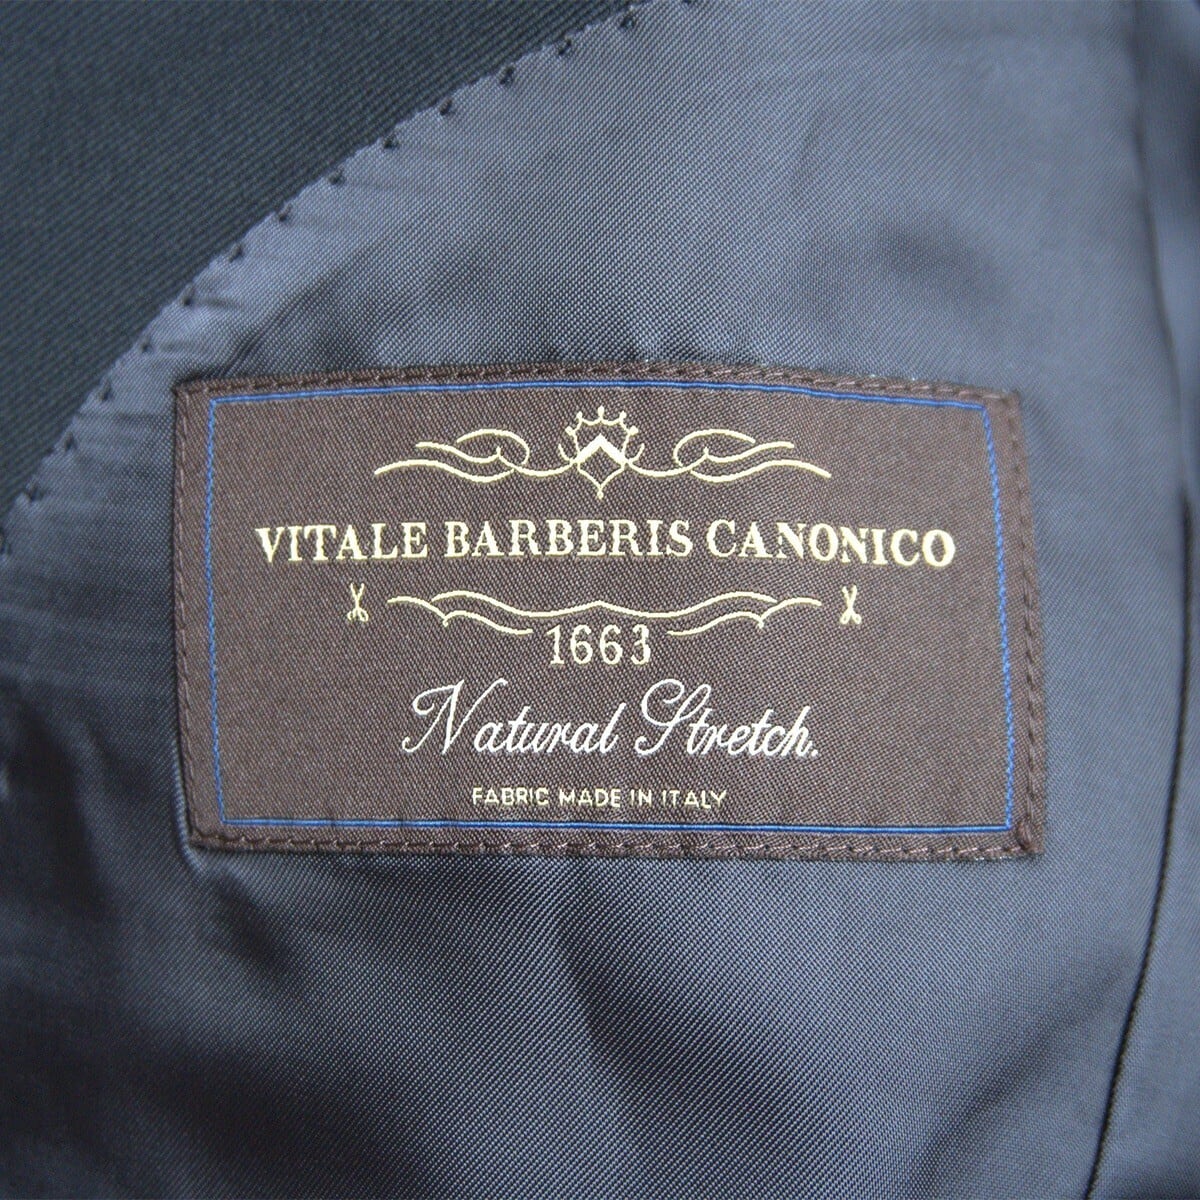 VITALE BARBERIS CANONICO
1663
Natural Stretch.
FABRIC MADE IN ITALY